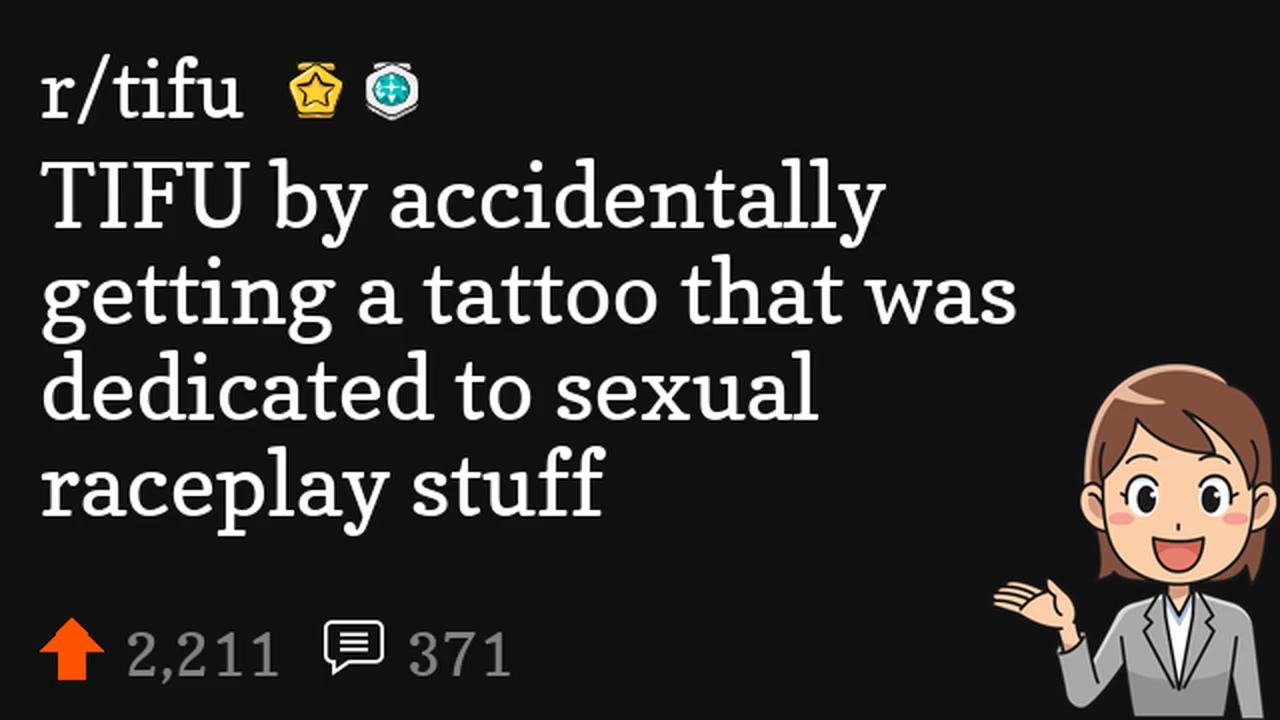 r/tifu
TIFU by accidentally
getting a tattoo that was
dedicated to sexual
raceplay stuff
2,211 371